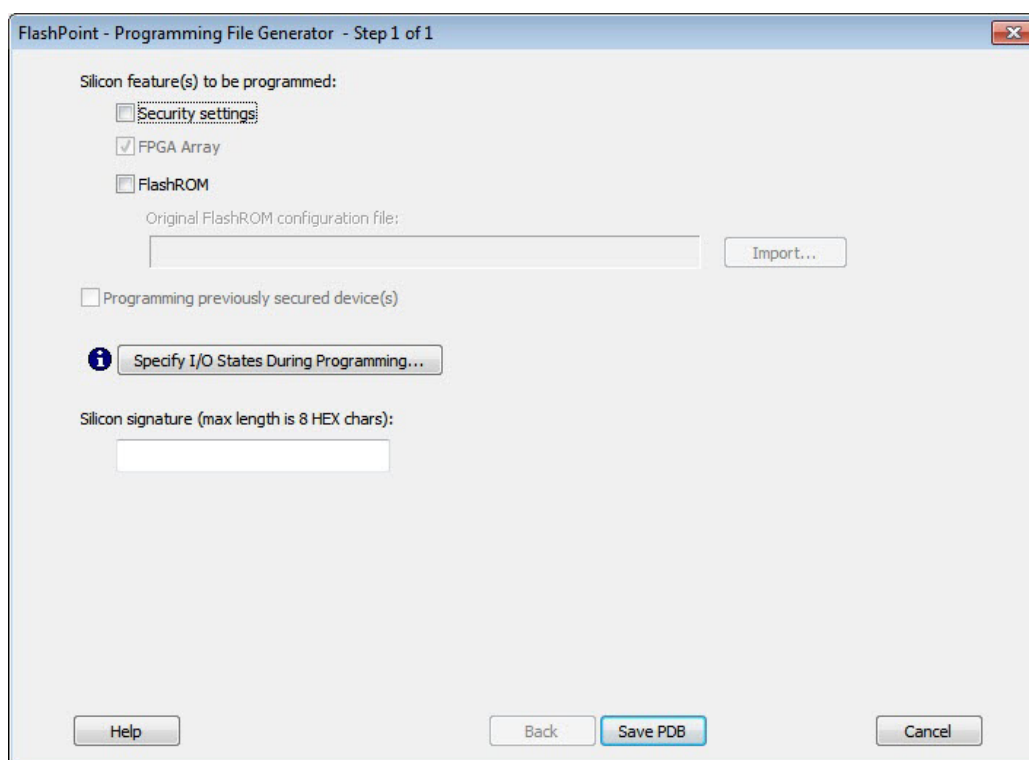 FlashPoint - Programming File Generator - Step 1 of 1
Silicon feature(s) to be programmed:
Security settings
FPGA Array
FlashROM
Original FlashROM configuration file:
Import...
Programming previously secured device(s)
Specify I/O States During Programming...
Silicon signature (max length is 8 HEX chars):
Help Back Save PDB Cancel